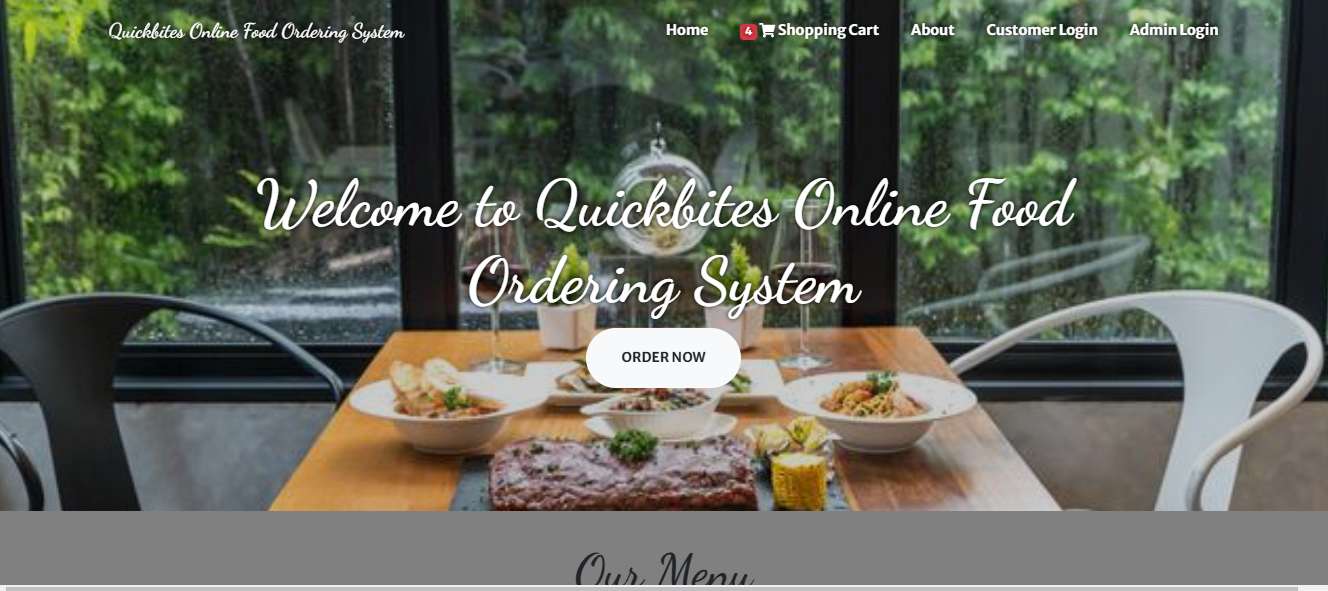 Quickbites Online Food Ordering System
Home
4 Shopping Cart
About
Customer Login
Admin Login
Welcome to Quickbites Online Food
Ordering System
ORDER NOW
Our Menu